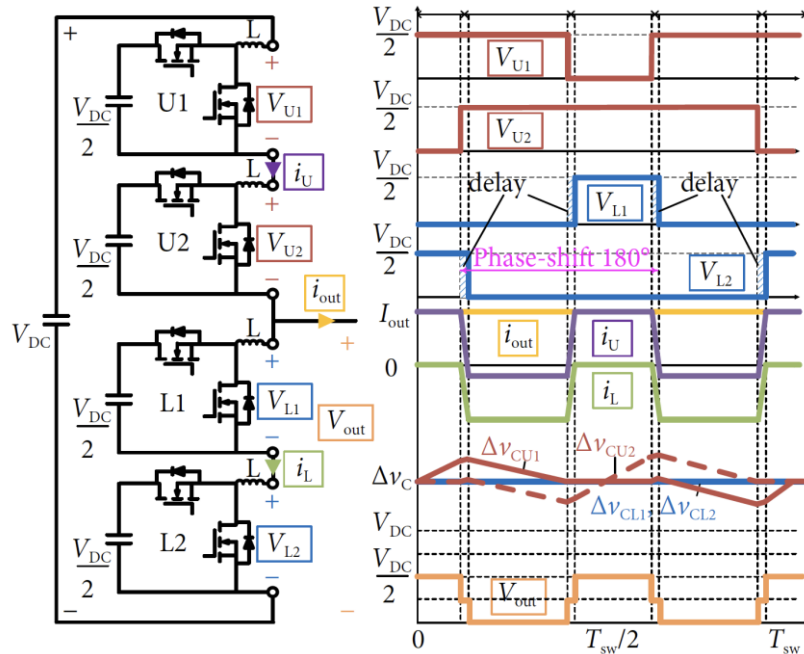 +
L
+
U1
V_U1
V_DC
2
−
L
i_U
+
U2
V_U2
V_DC
2
−
i_out
+
V_DC
L
+
L1
V_L1
V_out
V_DC
2
−
L
i_L
+
L2
V_L2
V_DC
2
−
−
−
V_DC
2
V_U1
V_DC
2
V_U2
V_DC
2
delay
V_L1
delay
V_DC
2
Phase-shift 180°
V_L2
I_out
i_out
i_U
0
i_L
Δv_CU1
Δv_CU2
Δv_C
Δv_CL1, Δv_CL2
V_DC
V_DC
2
V_out
0
T_sw/2
T_sw